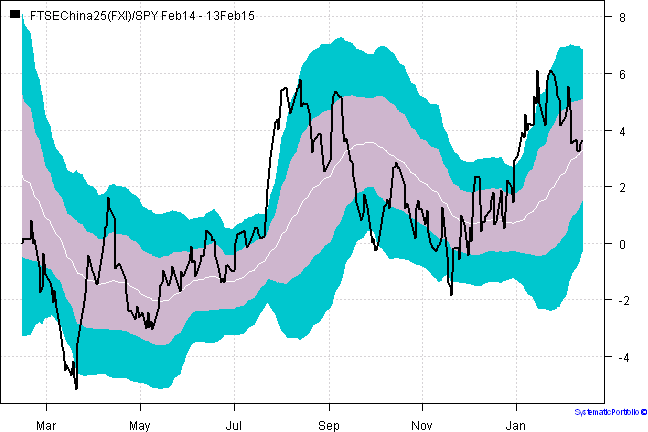 FTSEChina25(FXI)/SPY Feb14 - 13Feb15
8
6
4
2
0
-2
-4
Mar May Jul Sep Nov Jan
SystematicPortfolio ©